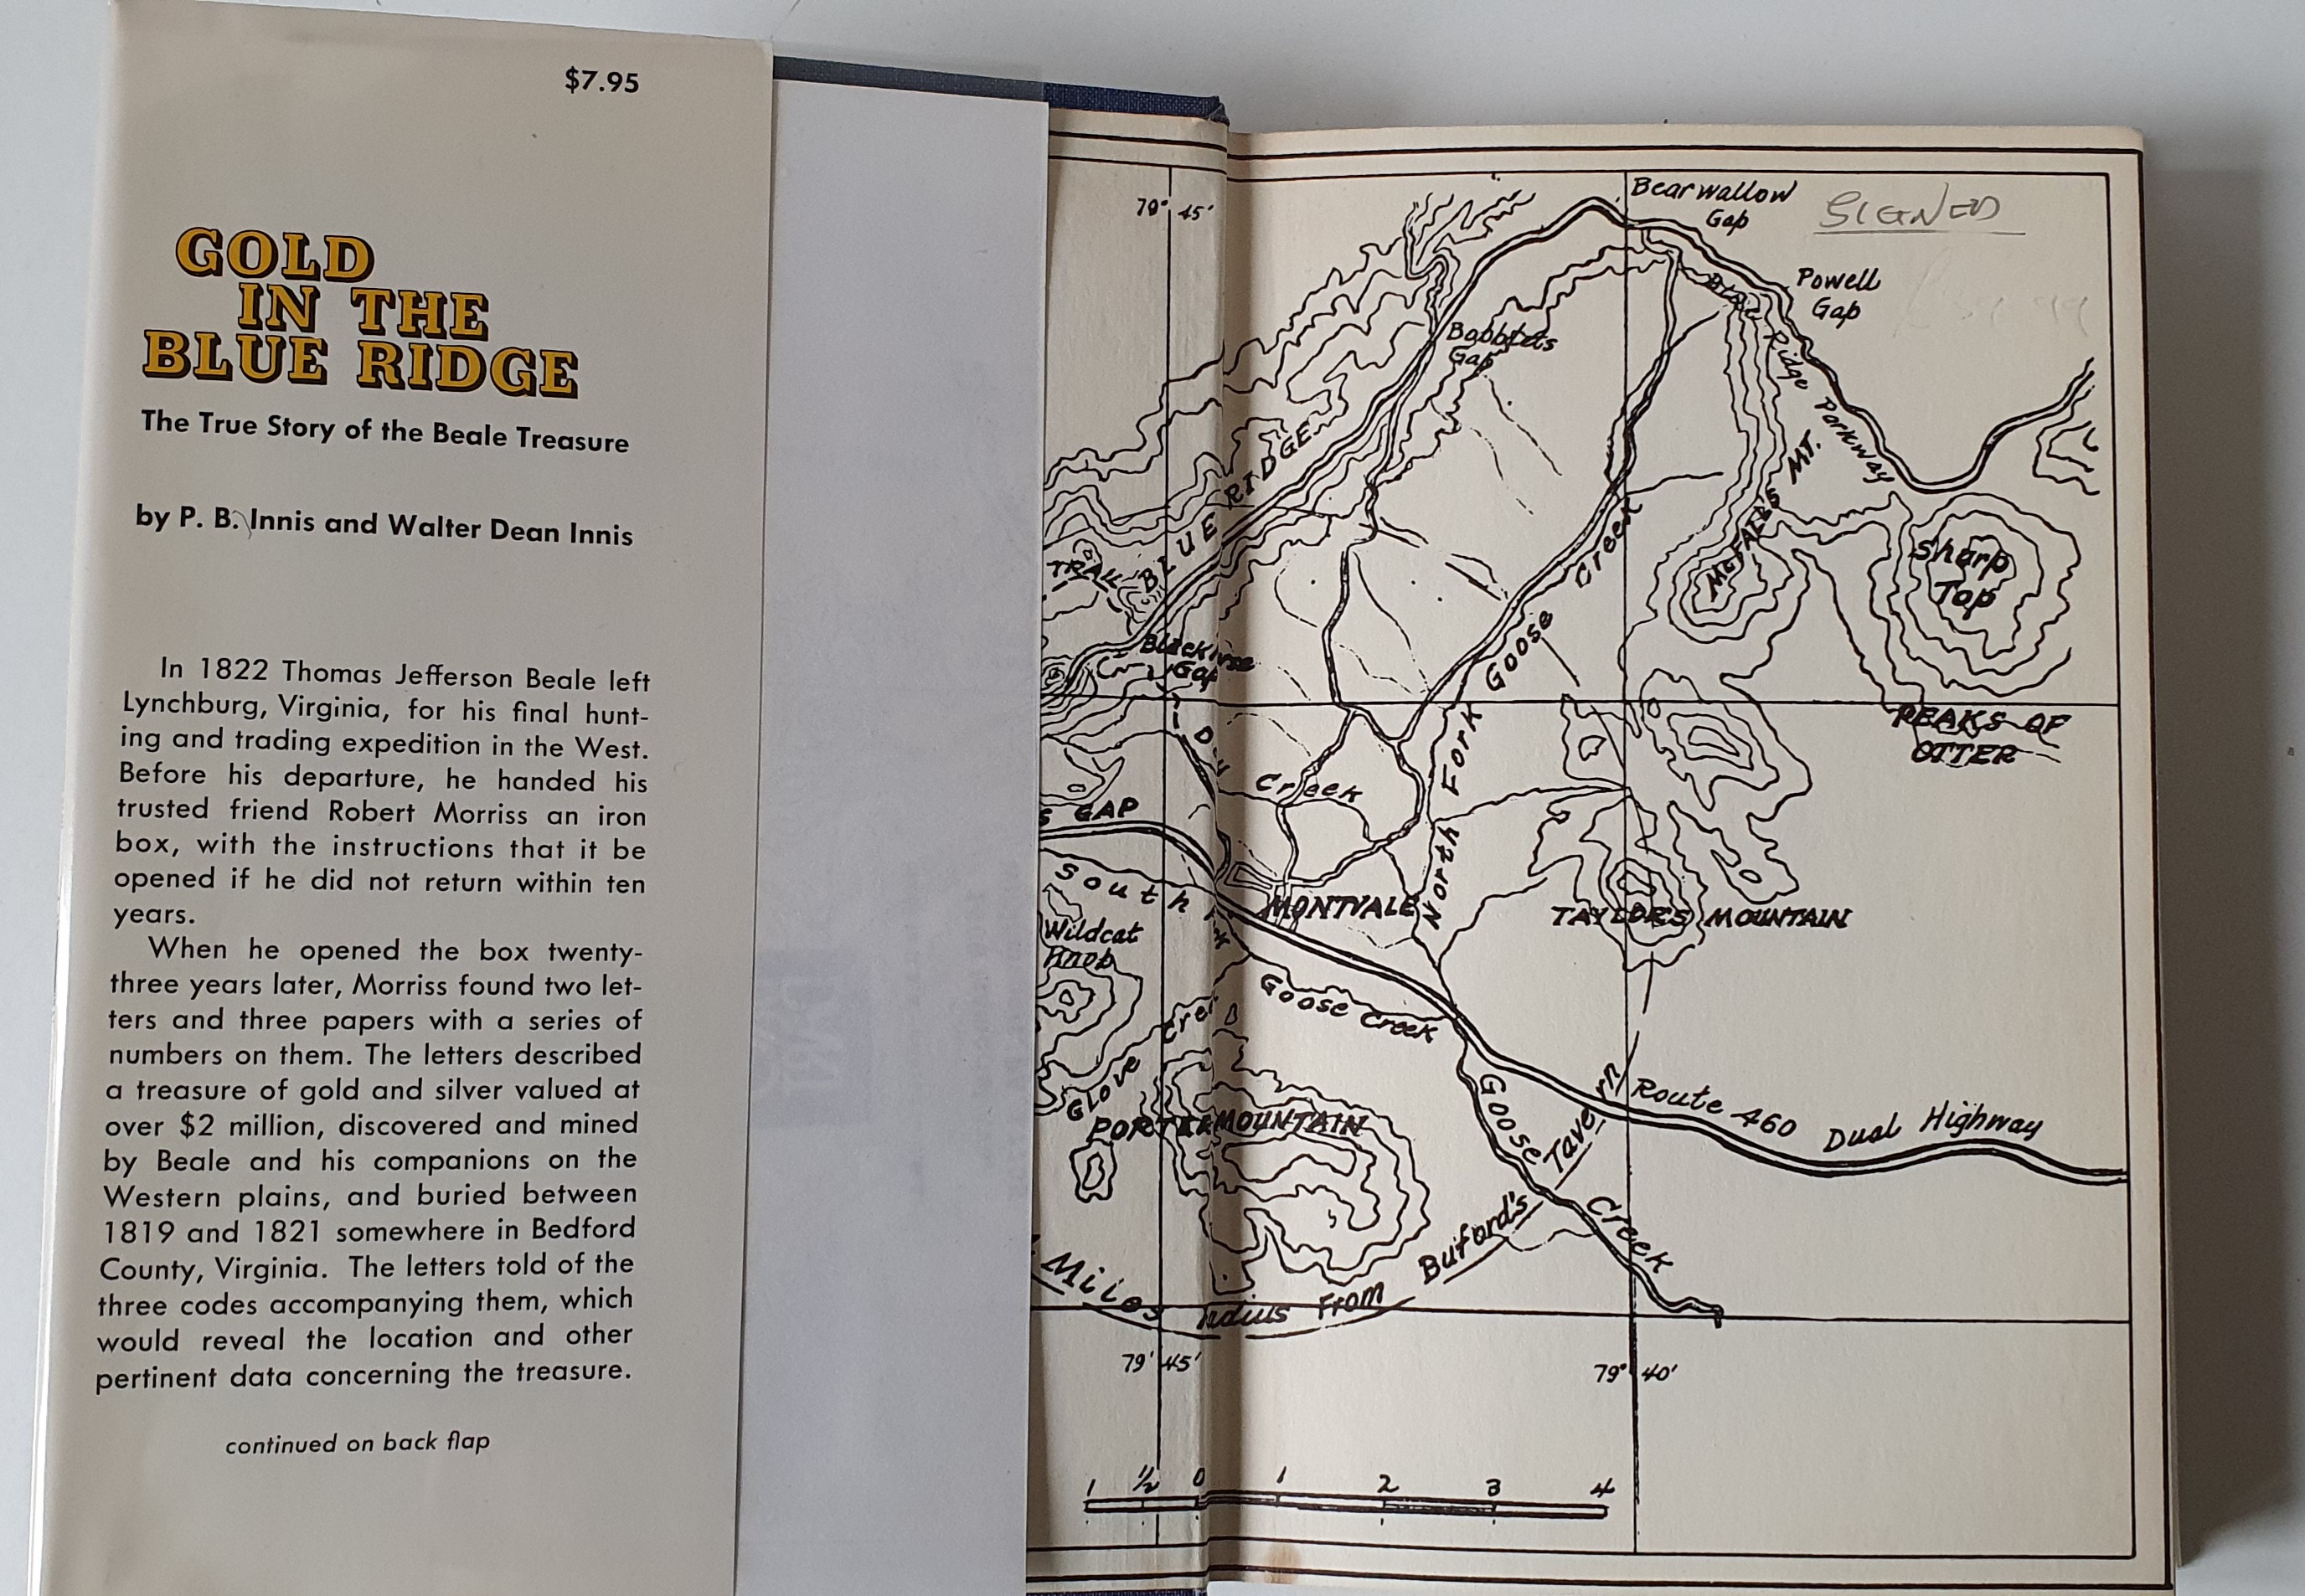 $7.95
GOLD
IN THE
BLUE RIDGE
The True Story of the Beale Treasure
by P. B. Innis and Walter Dean Innis
In 1822 Thomas Jefferson Beale left
Lynchburg, Virginia, for his final hunt-
ing and trading expedition in the West.
Before his departure, he handed his
trusted friend Robert Morriss an iron
box, with the instructions that it be
opened if he did not return within ten
years.
When he opened the box twenty-
three years later, Morriss found two let-
ters and three papers with a series of
numbers on them. The letters described
a treasure of gold and silver valued at
over $2 million, discovered and mined
by Beale and his companions on the
Western plains, and buried between
1819 and 1821 somewhere in Bedford
County, Virginia. The letters told of the
three codes accompanying them, which
would reveal the location and other
pertinent data concerning the treasure.
continued on back flap
79° 45'
Bearwallow
Gap
SIGNED
Powell
Gap
Gap
Ridge Parkway
BLUE RIDGE
TRAIL
Goose Creek
MT.
Sharp
Top
Gap
PEAKS OF
OTTER
GAP
Creek
North Fork
South
MONTVALE
TAYLOR'S MOUNTAIN
Wildcat
Knob
Goose Creek
Glove
PORTER MOUNTAIN
Goose Creek
Route 460 Dual Highway
Miles From Buford's Tavern
79' 45'
79° 40'
1 ½ 0 1 2 3 4